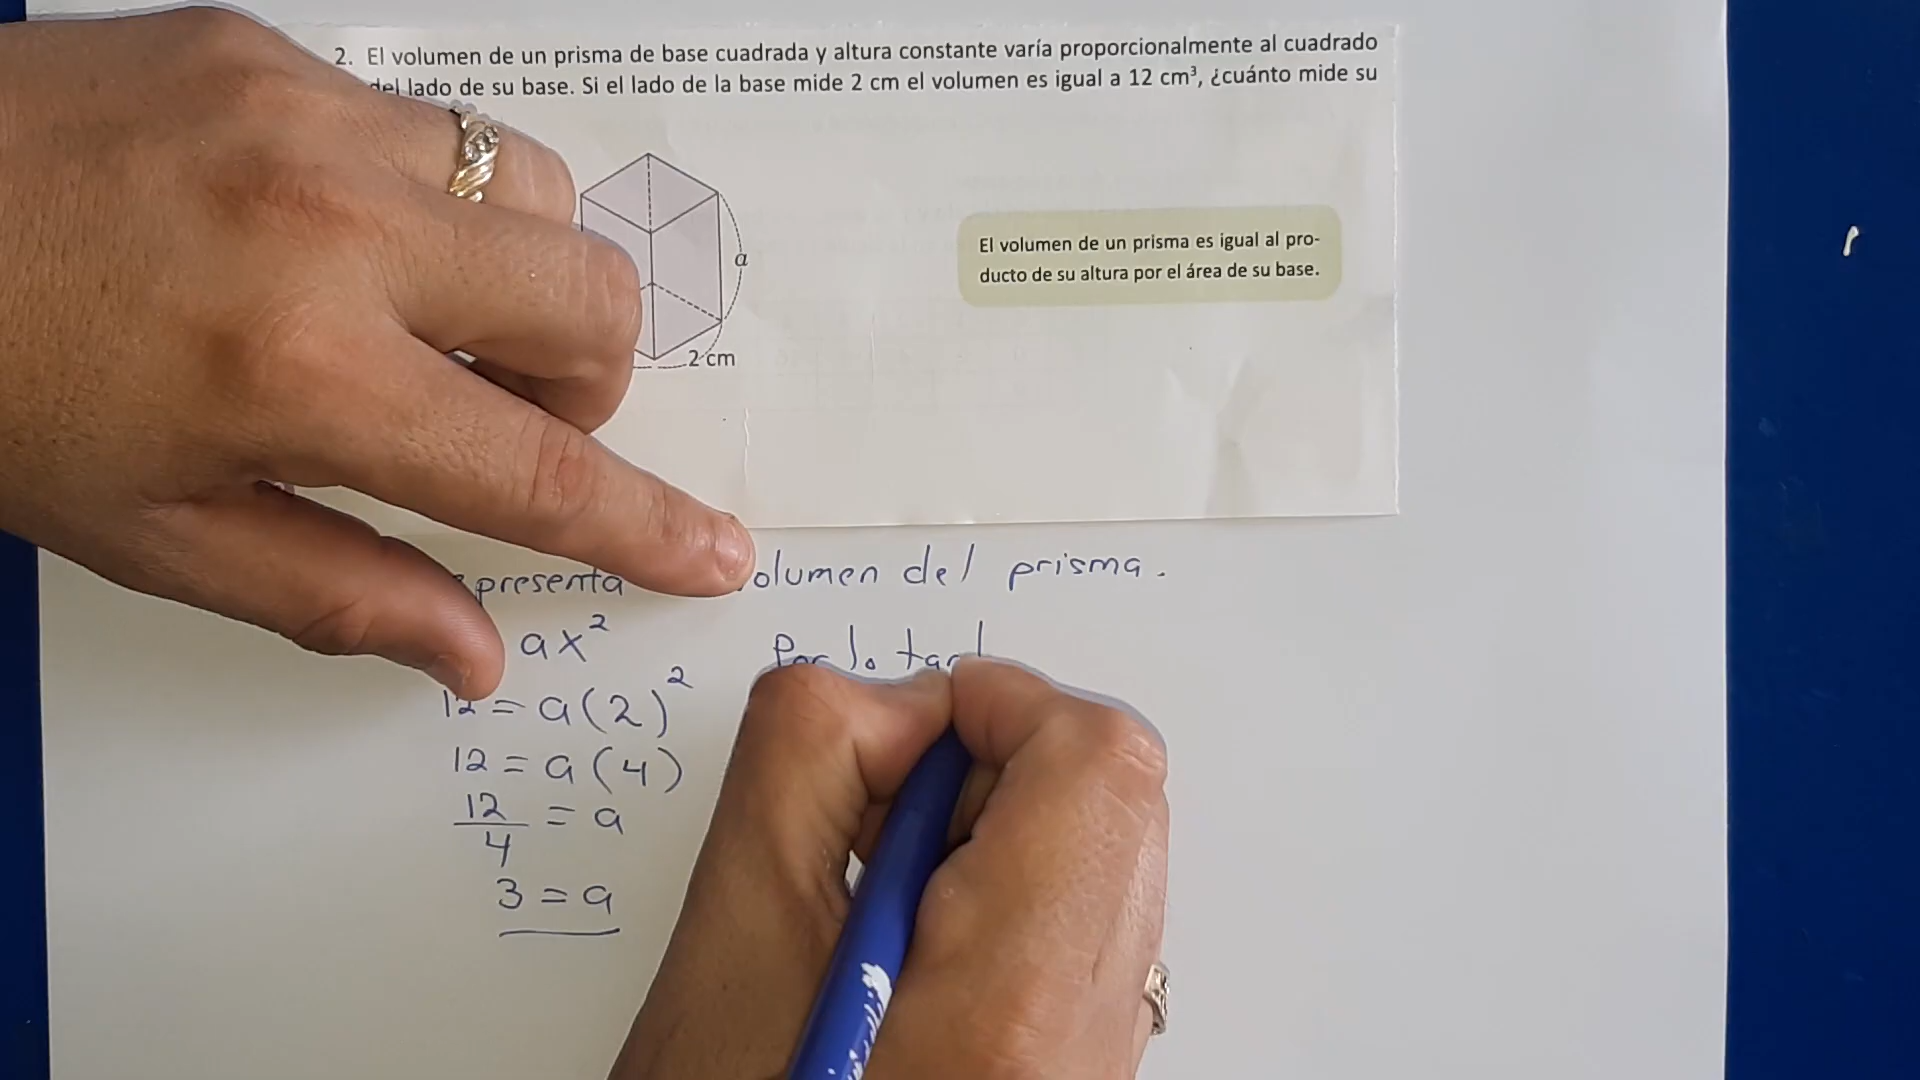 2. El volumen de un prisma de base cuadrada y altura constante varía proporcionalmente al cuadrado
del lado de su base. Si el lado de la base mide 2 cm el volumen es igual a 12 cm³, ¿cuánto mide su
a
El volumen de un prisma es igual al pro-
ducto de su altura por el área de su base.
2 cm
presenta olumen del prisma.
ax²
Por lo tant
12 = a(2)²
12 = a(4)
12/4 = a
3 = a